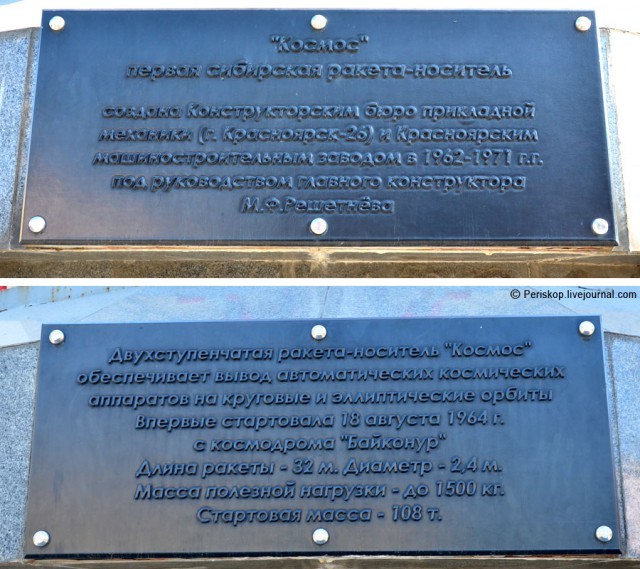 "Космос"
первая сибирская ракета-носитель
создана Конструкторским бюро прикладной
механики (г. Красноярск-26) и Красноярским
машиностроительным заводом в 1962-1971 г.г.
под руководством главного конструктора
М.Ф.Решетнёва
© Periskop.livejournal.com
Двухступенчатая ракета-носитель "Космос"
обеспечивает вывод автоматических космических
аппаратов на круговые и эллиптические орбиты
Впервые стартовала 18 августа 1964 г.
с космодрома "Байконур"
Длина ракеты - 32 м. Диаметр - 2,4 м.
Масса полезной нагрузки - до 1500 кг.
Стартовая масса - 108 т.